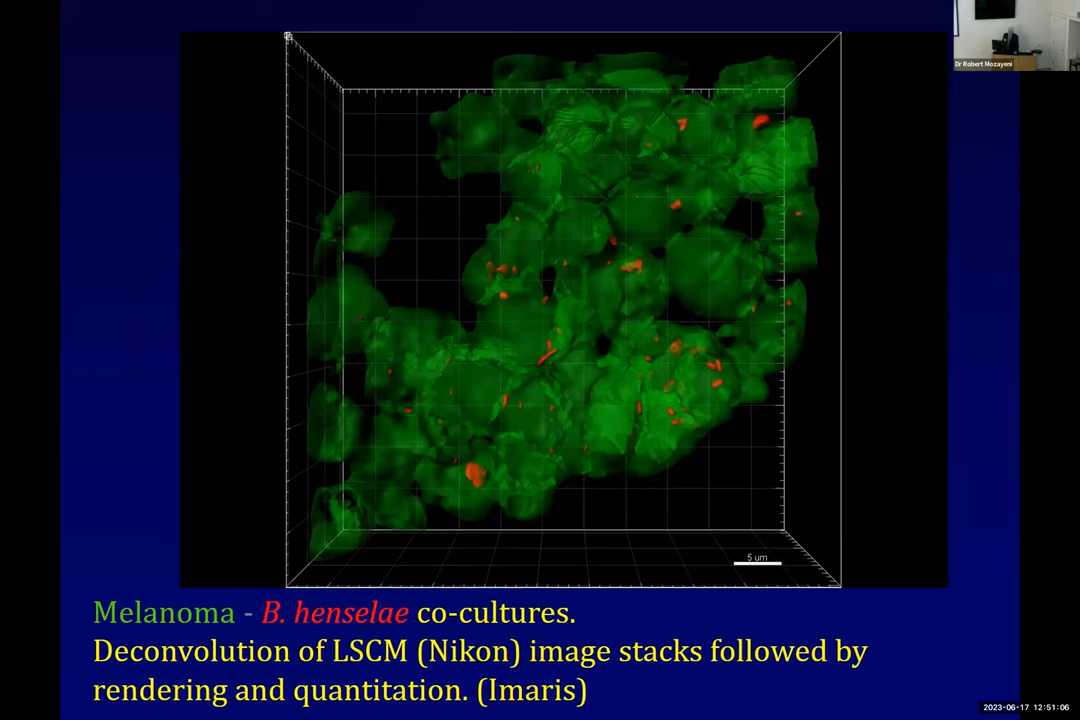 Dr Robert Mozayeni
5 um
Melanoma - B. henselae co-cultures.
Deconvolution of LSCM (Nikon) image stacks followed by
rendering and quantitation. (Imaris)
2023-06-17 12:51:06